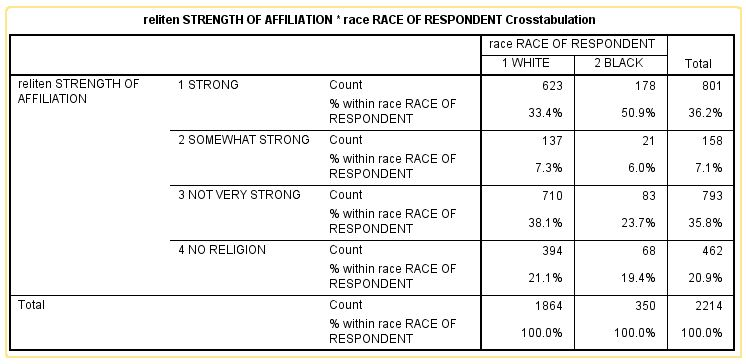 reliten STRENGTH OF AFFILIATION * race RACE OF RESPONDENT Crosstabulation
race RACE OF RESPONDENT
1 WHITE 2 BLACK Total
reliten STRENGTH OF AFFILIATION 1 STRONG Count 623 178 801
% within race RACE OF RESPONDENT 33.4% 50.9% 36.2%
2 SOMEWHAT STRONG Count 137 21 158
% within race RACE OF RESPONDENT 7.3% 6.0% 7.1%
3 NOT VERY STRONG Count 710 83 793
% within race RACE OF RESPONDENT 38.1% 23.7% 35.8%
4 NO RELIGION Count 394 68 462
% within race RACE OF RESPONDENT 21.1% 19.4% 20.9%
Total Count 1864 350 2214
% within race RACE OF RESPONDENT 100.0% 100.0% 100.0%